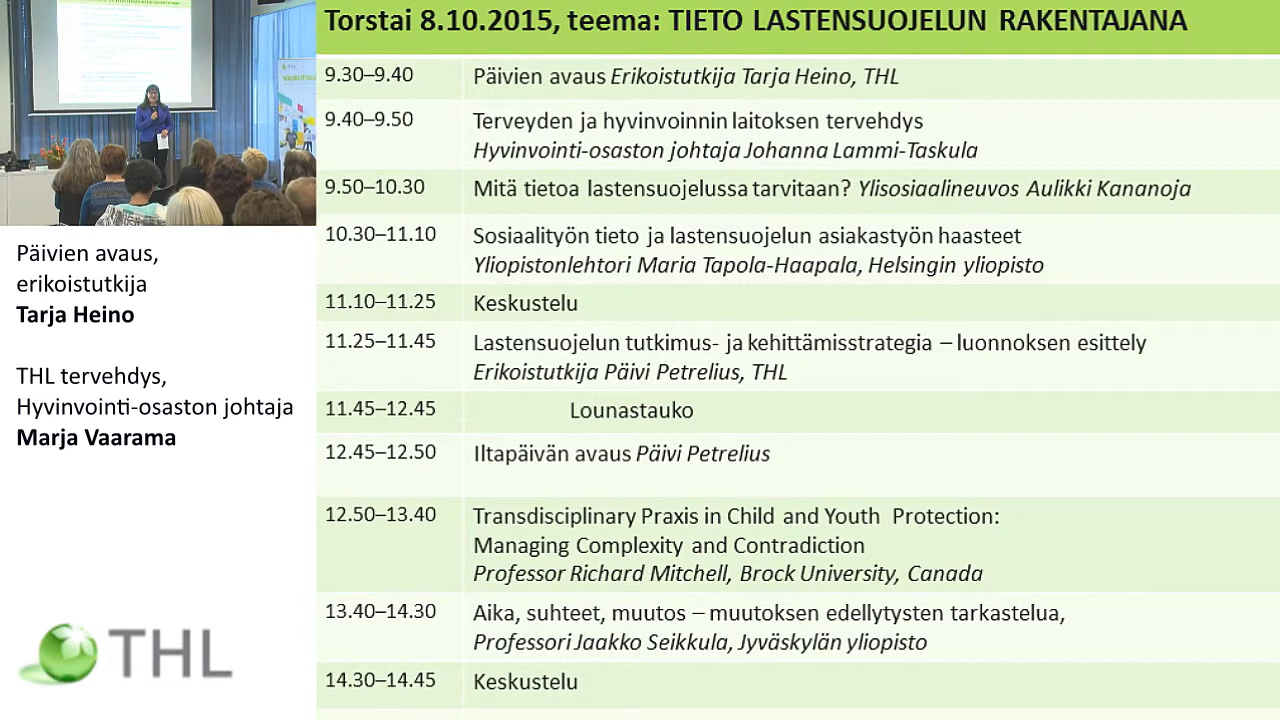 Torstai 8.10.2015, teema: TIETO LASTENSUOJELUN RAKENTAJANA
9.30–9.40 Päivien avaus Erikoistutkija Tarja Heino, THL
9.40–9.50 Terveyden ja hyvinvoinnin laitoksen tervehdys
Hyvinvointi-osaston johtaja Johanna Lammi-Taskula
9.50–10.30 Mitä tietoa lastensuojelussa tarvitaan? Ylisosiaalineuvos Aulikki Kananoja
10.30–11.10 Sosiaalityön tieto ja lastensuojelun asiakastyön haasteet
Yliopistonlehtori Maria Tapola-Haapala, Helsingin yliopisto
11.10–11.25 Keskustelu
11.25–11.45 Lastensuojelun tutkimus- ja kehittämisstrategia – luonnoksen esittely
Erikoistutkija Päivi Petrelius, THL
11.45–12.45 Lounastauko
12.45–12.50 Iltapäivän avaus Päivi Petrelius
12.50–13.40 Transdisciplinary Praxis in Child and Youth Protection:
Managing Complexity and Contradiction
Professor Richard Mitchell, Brock University, Canada
13.40–14.30 Aika, suhteet, muutos – muutoksen edellytysten tarkastelua,
Professori Jaakko Seikkula, Jyväskylän yliopisto
14.30–14.45 Keskustelu
Päivien avaus,
erikoistutkija
Tarja Heino
THL tervehdys,
Hyvinvointi-osaston johtaja
Marja Vaarama
THL